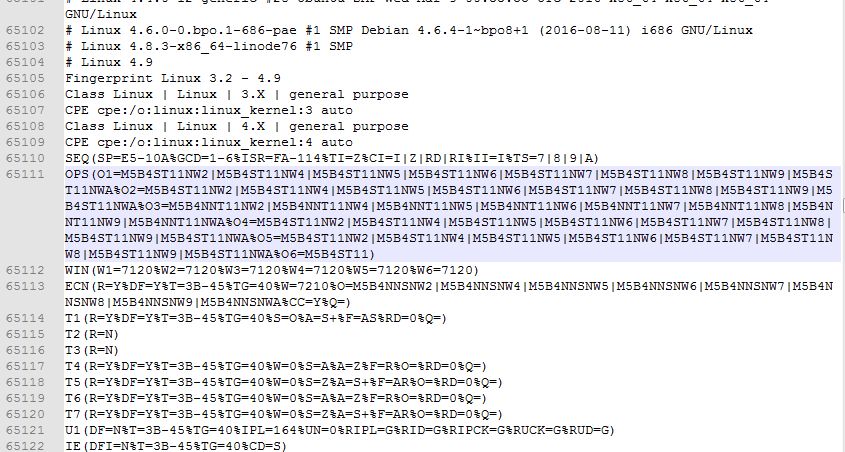 GNU/Linux
65102 # Linux 4.6.0-0.bpo.1-686-pae #1 SMP Debian 4.6.4-1~bpo8+1 (2016-08-11) i686 GNU/Linux
65103 # Linux 4.8.3-x86_64-linode76 #1 SMP
65104 # Linux 4.9
65105 Fingerprint Linux 3.2 - 4.9
65106 Class Linux | Linux | 3.X | general purpose
65107 CPE cpe:/o:linux:linux_kernel:3 auto
65108 Class Linux | Linux | 4.X | general purpose
65109 CPE cpe:/o:linux:linux_kernel:4 auto
65110 SEQ(SP=E5-10A%GCD=1-6%ISR=FA-114%TI=Z%CI=I|Z|RD|RI%II=I%TS=7|8|9|A)
65111 OPS(O1=M5B4ST11NW2|M5B4ST11NW4|M5B4ST11NW5|M5B4ST11NW6|M5B4ST11NW7|M5B4ST11NW8|M5B4ST11NW9|M5B4S
T11NWA%O2=M5B4ST11NW2|M5B4ST11NW4|M5B4ST11NW5|M5B4ST11NW6|M5B4ST11NW7|M5B4ST11NW8|M5B4ST11NW9|M5
B4ST11NWA%O3=M5B4NNT11NW2|M5B4NNT11NW4|M5B4NNT11NW5|M5B4NNT11NW6|M5B4NNT11NW7|M5B4NNT11NW8|M5B4N
NT11NW9|M5B4NNT11NWA%O4=M5B4ST11NW2|M5B4ST11NW4|M5B4ST11NW5|M5B4ST11NW6|M5B4ST11NW7|M5B4ST11NW8|
M5B4ST11NW9|M5B4ST11NWA%O5=M5B4ST11NW2|M5B4ST11NW4|M5B4ST11NW5|M5B4ST11NW6|M5B4ST11NW7|M5B4ST11N
W8|M5B4ST11NW9|M5B4ST11NWA%O6=M5B4ST11)
65112 WIN(W1=7120%W2=7120%W3=7120%W4=7120%W5=7120%W6=7120)
65113 ECN(R=Y%DF=Y%T=3B-45%TG=40%W=7210%O=M5B4NNSNW2|M5B4NNSNW4|M5B4NNSNW5|M5B4NNSNW6|M5B4NNSNW7|M5B4N
NSNW8|M5B4NNSNW9|M5B4NNSNWA%CC=Y%Q=)
65114 T1(R=Y%DF=Y%T=3B-45%TG=40%S=O%A=S+%F=AS%RD=0%Q=)
65115 T2(R=N)
65116 T3(R=N)
65117 T4(R=Y%DF=Y%T=3B-45%TG=40%W=0%S=A%A=Z%F=R%O=%RD=0%Q=)
65118 T5(R=Y%DF=Y%T=3B-45%TG=40%W=0%S=Z%A=S+%F=AR%O=%RD=0%Q=)
65119 T6(R=Y%DF=Y%T=3B-45%TG=40%W=0%S=A%A=Z%F=R%O=%RD=0%Q=)
65120 T7(R=Y%DF=Y%T=3B-45%TG=40%W=0%S=Z%A=S+%F=AR%O=%RD=0%Q=)
65121 U1(DF=N%T=3B-45%TG=40%IPL=164%UN=0%RIPL=G%RID=G%RIPCK=G%RUCK=G%RUD=G)
65122 IE(DFI=N%T=3B-45%TG=40%CD=S)